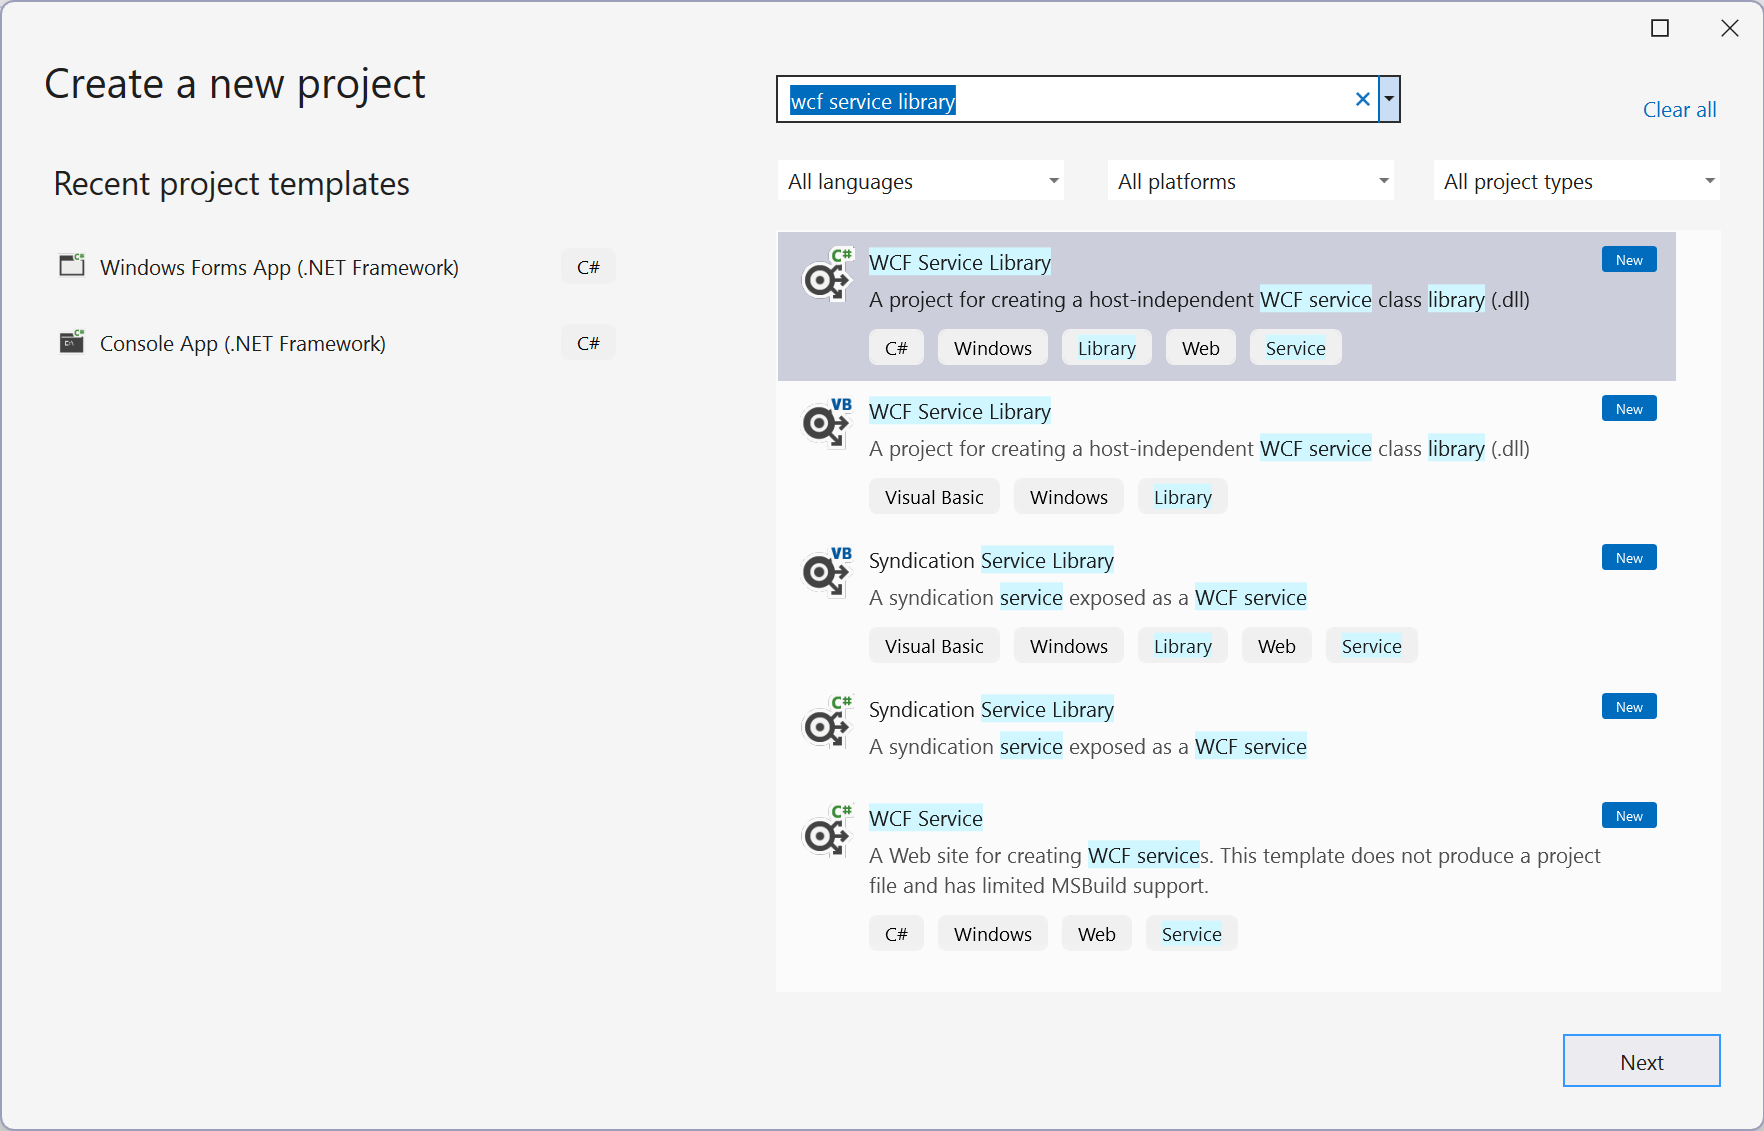 Create a new project
wcf service library
Clear all
Recent project templates
All languages
All platforms
All project types
Windows Forms App (.NET Framework)
C#
Console App (.NET Framework)
C#
C#
WCF Service Library
New
A project for creating a host-independent WCF service class library (.dll)
C# Windows Library Web Service
VB
WCF Service Library
New
A project for creating a host-independent WCF service class library (.dll)
Visual Basic Windows Library
VB
Syndication Service Library
New
A syndication service exposed as a WCF service
Visual Basic Windows Library Web Service
C#
Syndication Service Library
New
A syndication service exposed as a WCF service
C#
WCF Service
New
A Web site for creating WCF services. This template does not produce a project
file and has limited MSBuild support.
C# Windows Web Service
Next